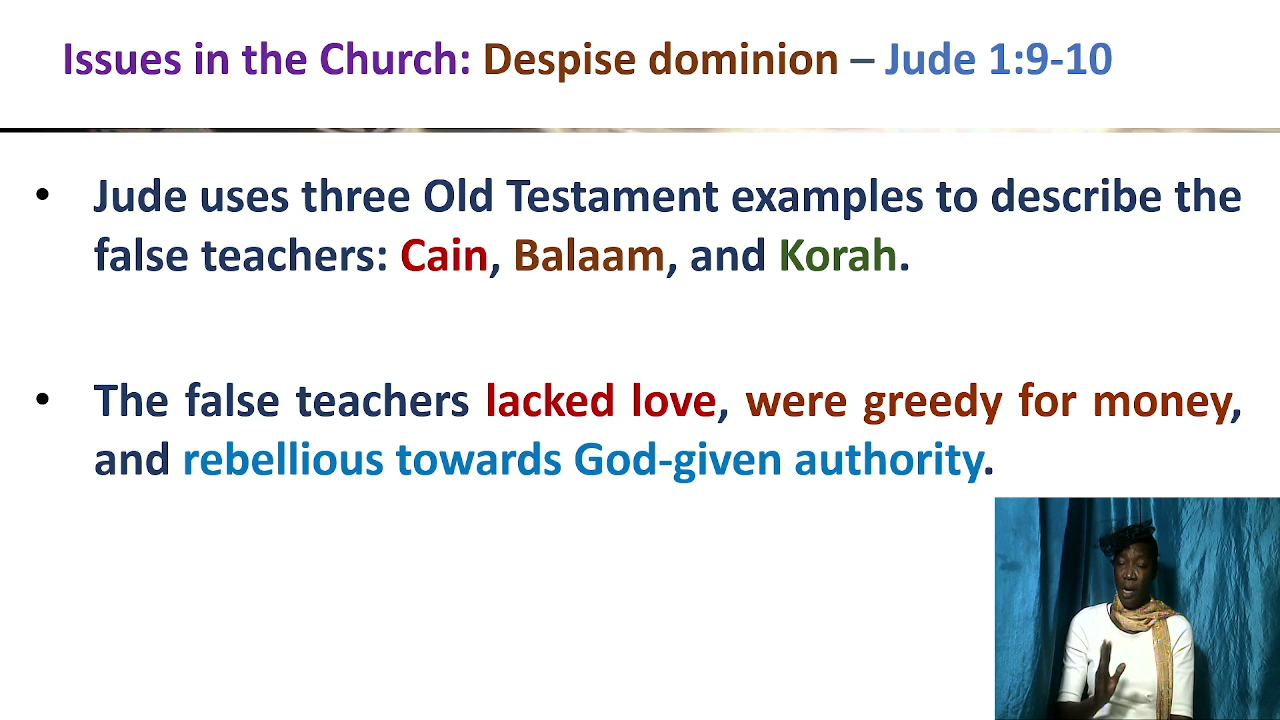 Issues in the Church: Despise dominion – Jude 1:9-10
• Jude uses three Old Testament examples to describe the
false teachers: Cain, Balaam, and Korah.
• The false teachers lacked love, were greedy for money,
and rebellious towards God-given authority.